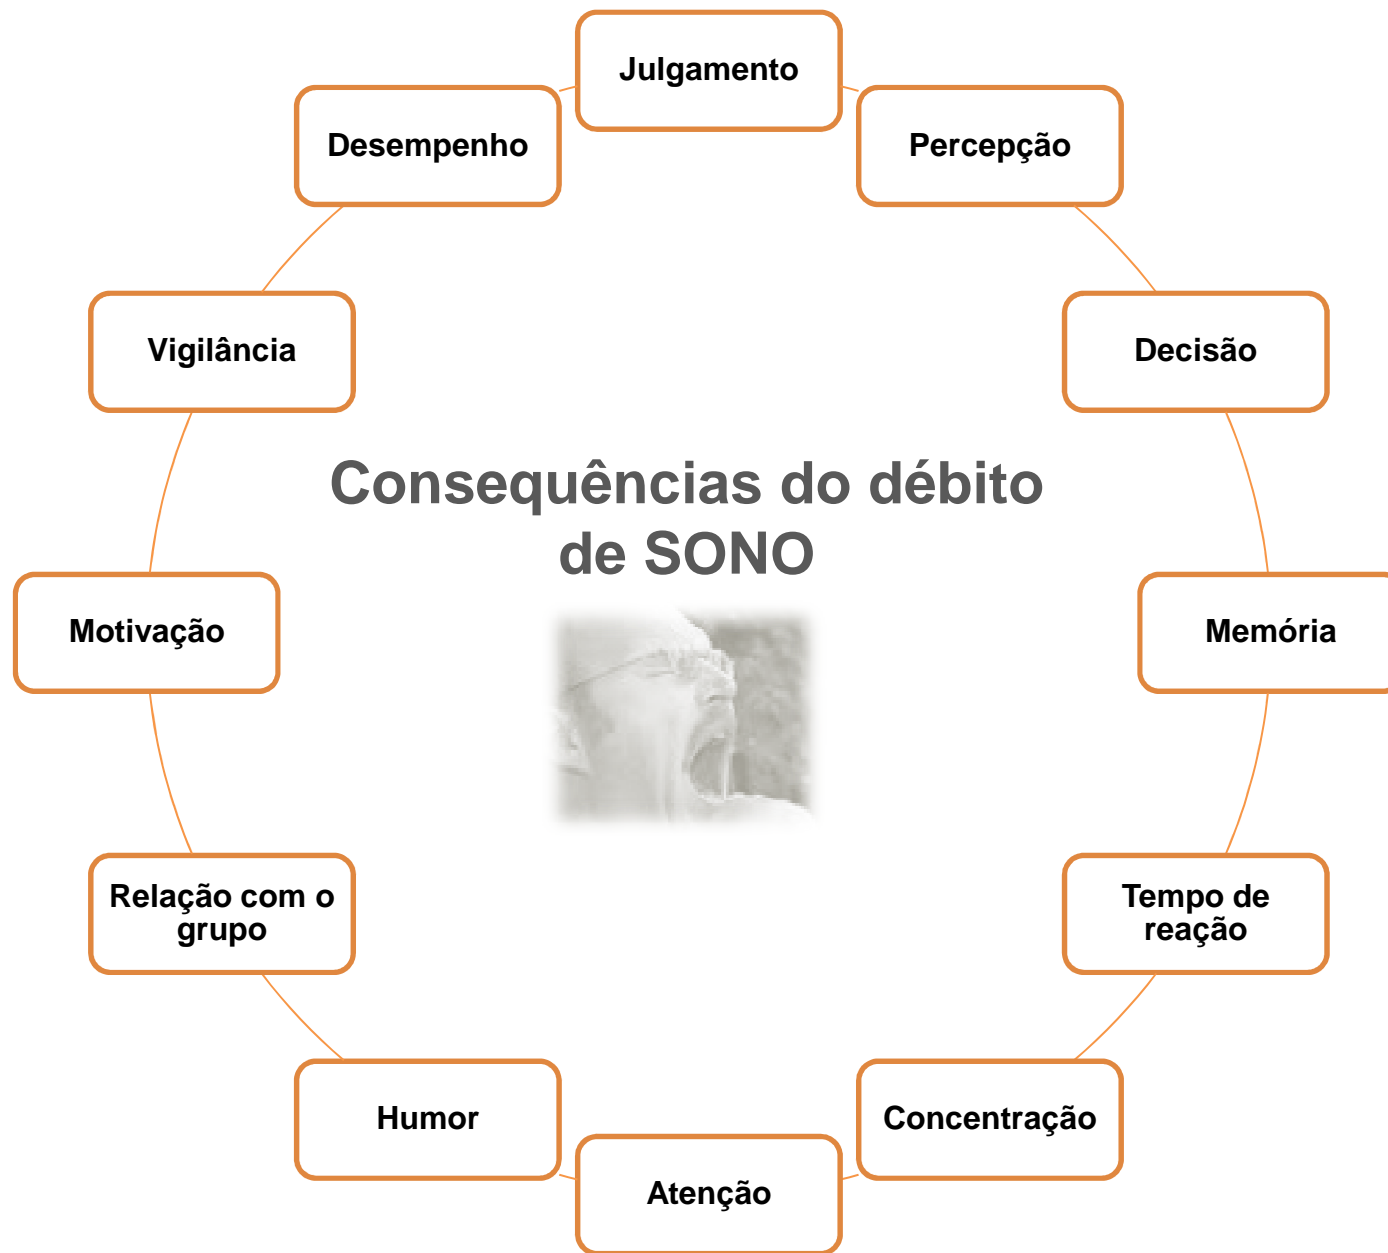 Julgamento
Desempenho
Percepção
Vigilância
Decisão
Consequências do débito
de SONO
Motivação
Memória
Relação com o
grupo
Tempo de
reação
Humor
Concentração
Atenção